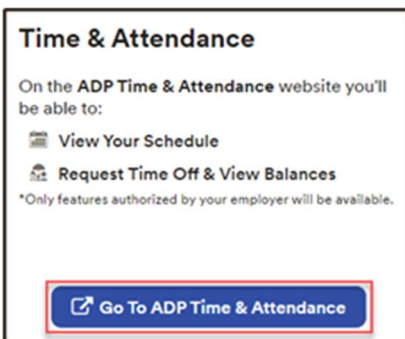 Time & Attendance
On the ADP Time & Attendance website you'll
be able to:
View Your Schedule
Request Time Off & View Balances
*Only features authorized by your employer will be available.
Go To ADP Time & Attendance